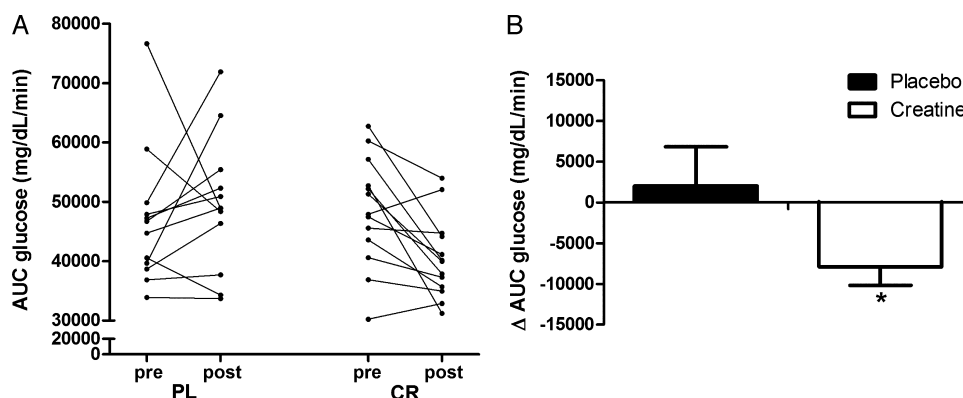 A
AUC glucose (mg/dL/min)
80000
70000
60000
50000
40000
30000
20000
0
pre
post
pre
post
PL
CR
B
Δ AUC glucose (mg/dL/min)
15000
10000
5000
0
-5000
-10000
-15000
Placebo
Creatine
*